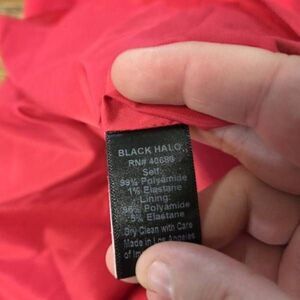 BLACK HALO
RN# 40689
Self:
99% Polyamide
1% Elastane
Lining:
95% Polyamide
5% Elastane
Dry Clean with Care
Made in Los Angeles
of